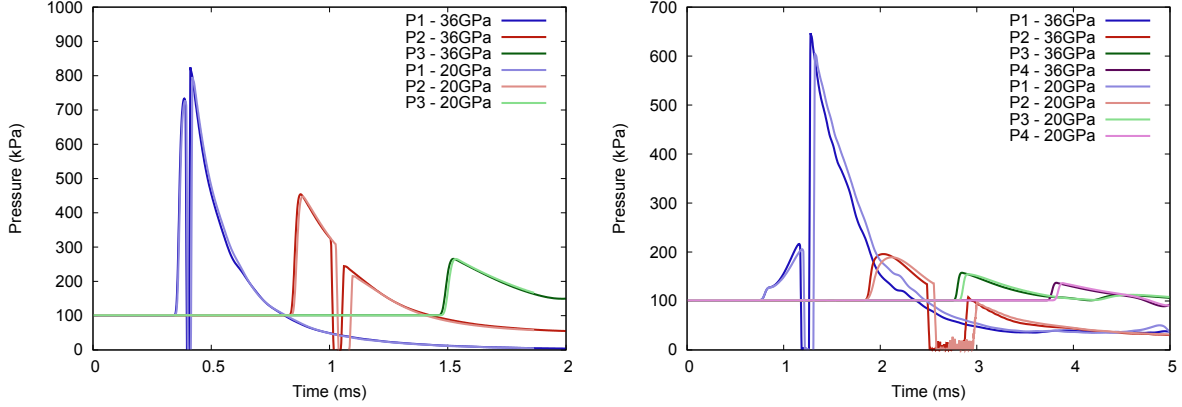 1000
900
800
700
600
500
400
300
200
100
0
0
0.5
1
1.5
2
Pressure (kPa)
Time (ms)
P1 - 36GPa
P2 - 36GPa
P3 - 36GPa
P1 - 20GPa
P2 - 20GPa
P3 - 20GPa
700
600
500
400
300
200
100
0
0
1
2
3
4
5
Pressure (kPa)
Time (ms)
P1 - 36GPa
P2 - 36GPa
P3 - 36GPa
P4 - 36GPa
P1 - 20GPa
P2 - 20GPa
P3 - 20GPa
P4 - 20GPa